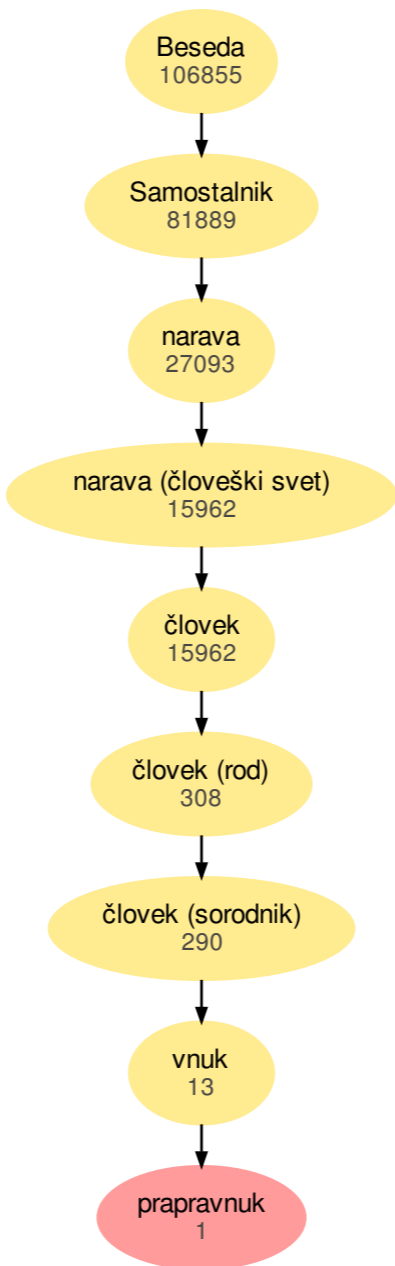 Beseda
106855
Samostalnik
81889
narava
27093
narava (človeški svet)
15962
človek
15962
človek (rod)
308
človek (sorodnik)
290
vnuk
13
prapravnuk
1